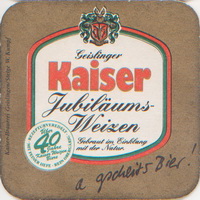 Geislinger
Kaiser
Jubiläums-
Weizen
Gebraut im Einklang
mit der Natur.
40
a gscheits Bier!